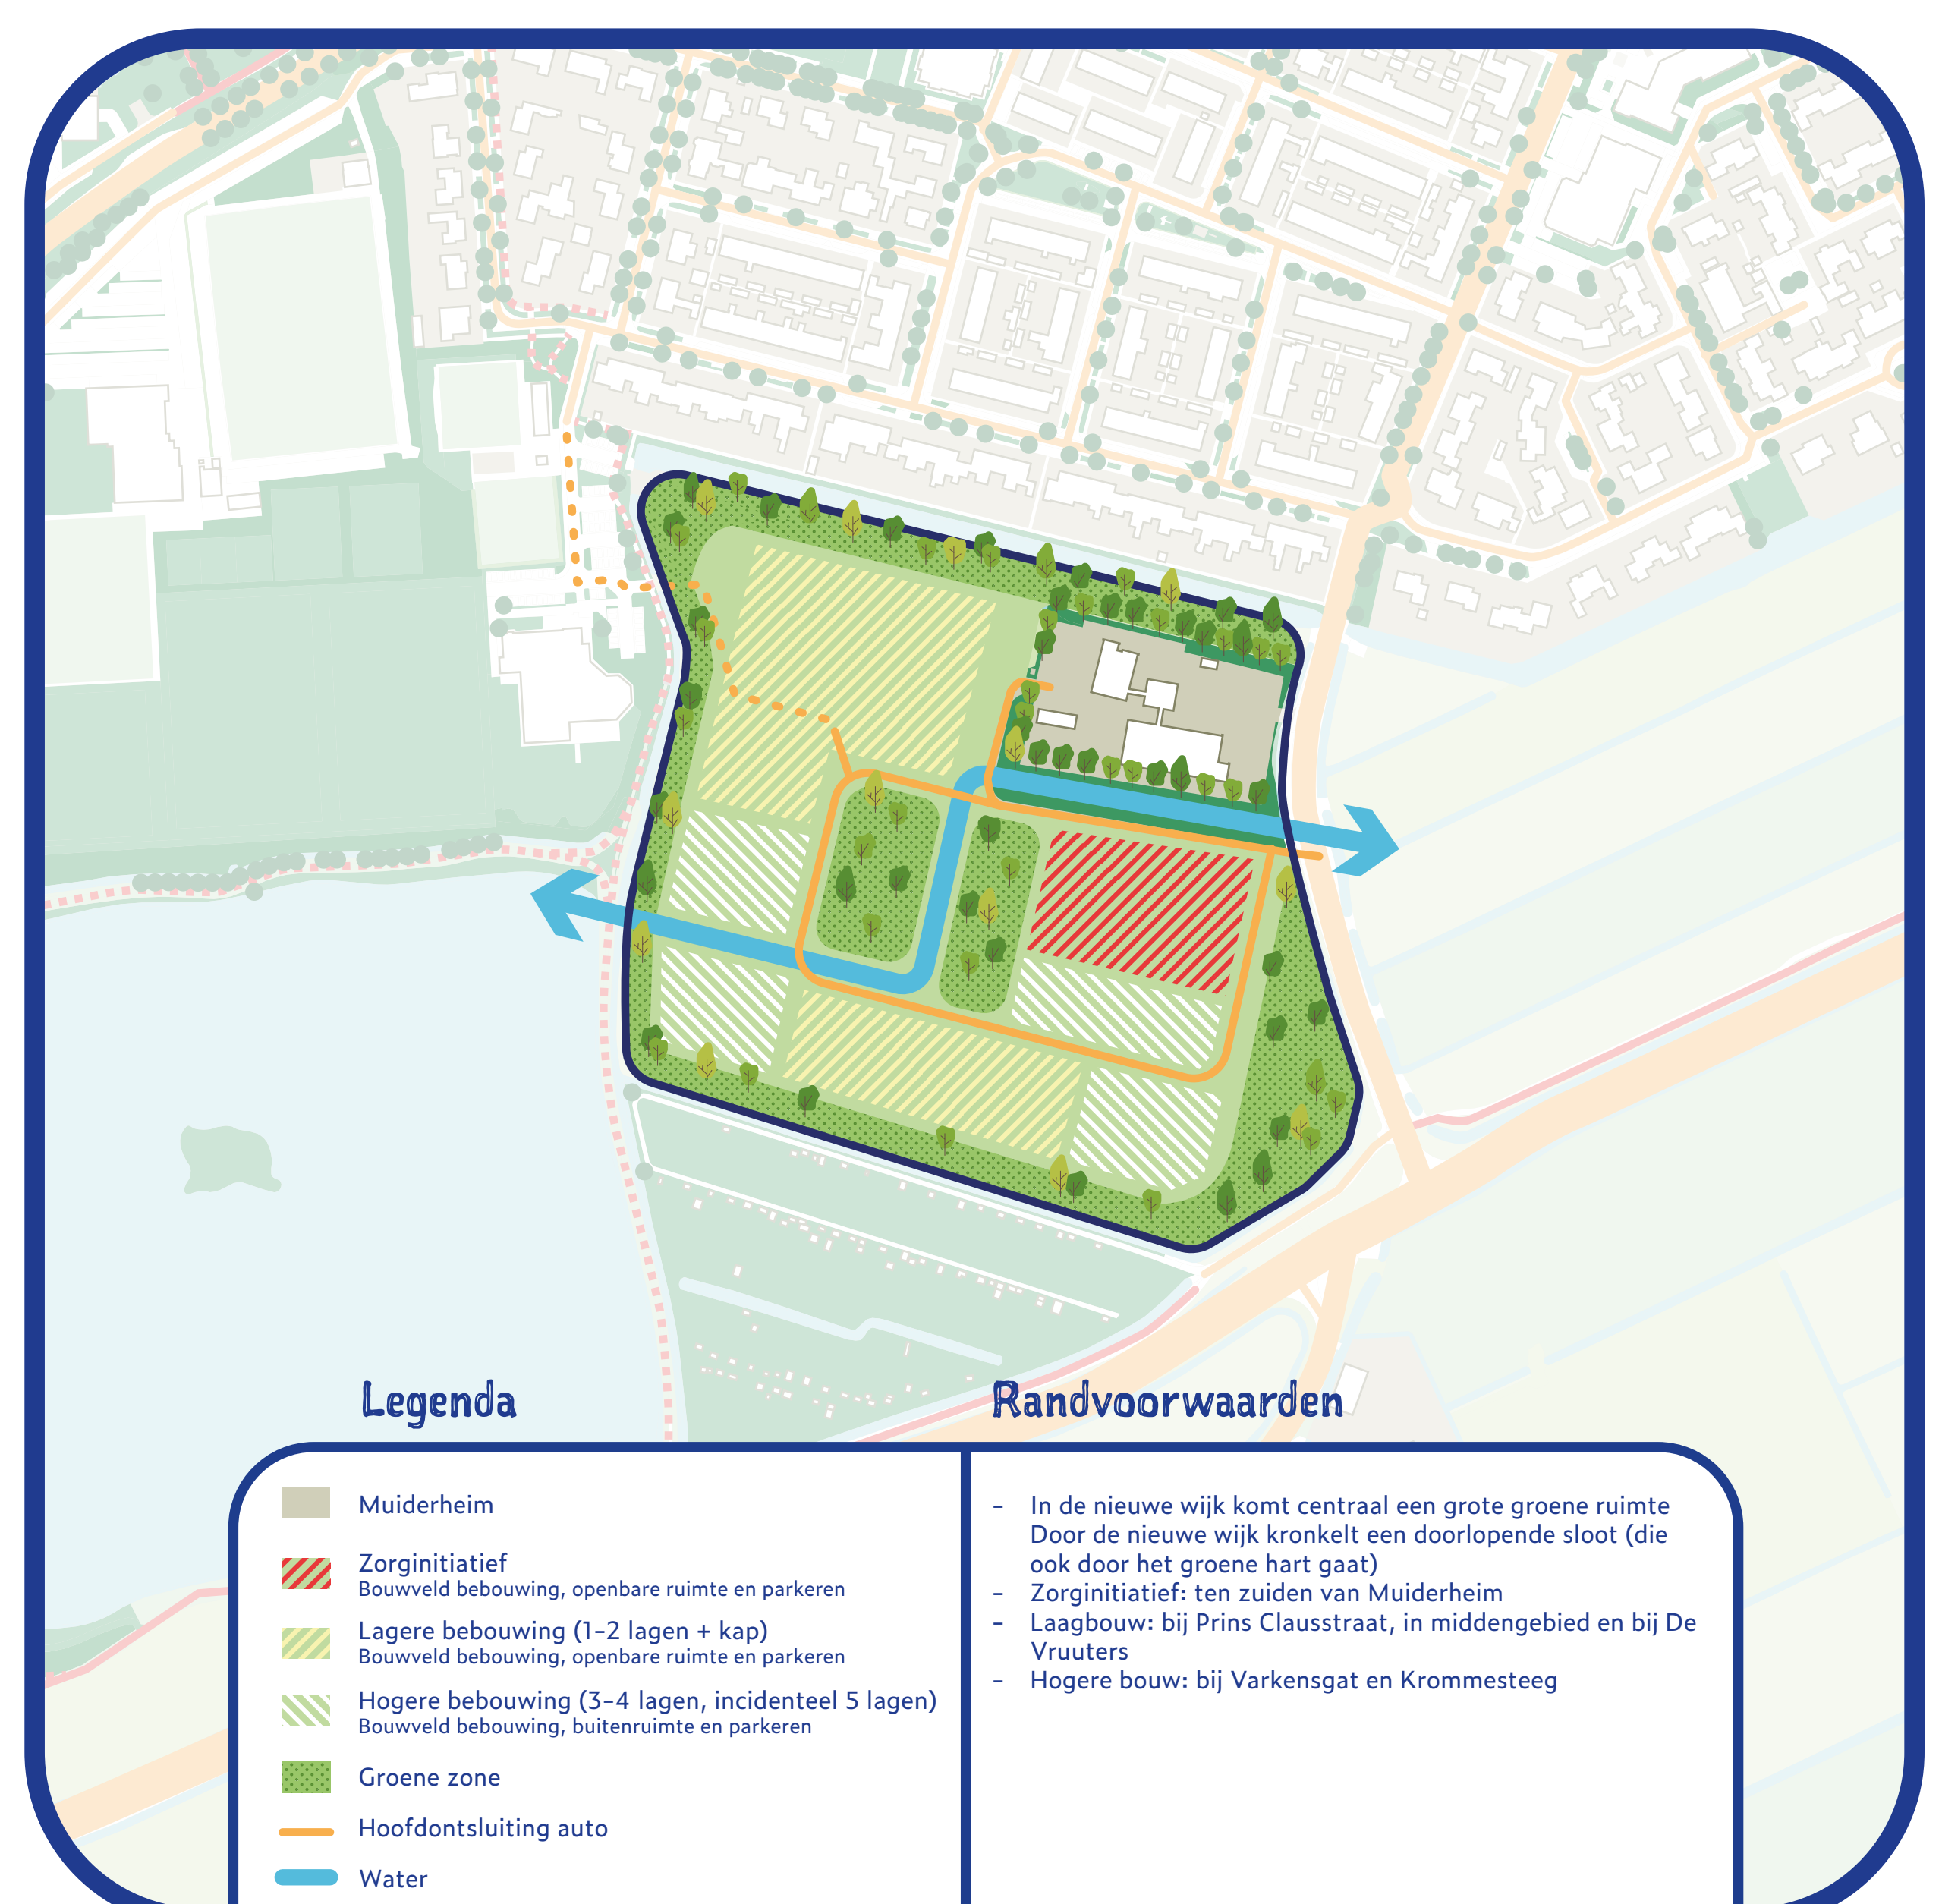 Legenda
Muiderheim
Zorginitiatief
Bouwveld bebouwing, openbare ruimte en parkeren
Lagere bebouwing (1-2 lagen + kap)
Bouwveld bebouwing, openbare ruimte en parkeren
Hogere bebouwing (3-4 lagen, incidenteel 5 lagen)
Bouwveld bebouwing, buitenruimte en parkeren
Groene zone
Hoofdontsluiting auto
Water
Randvoorwaarden
- In de nieuwe wijk komt centraal een grote groene ruimte
Door de nieuwe wijk kronkelt een doorlopende sloot (die
ook door het groene hart gaat)
- Zorginitiatief: ten zuiden van Muiderheim
- Laagbouw: bij Prins Clausstraat, in middengebied en bij De
Vruuters
- Hogere bouw: bij Varkensgat en Krommesteeg